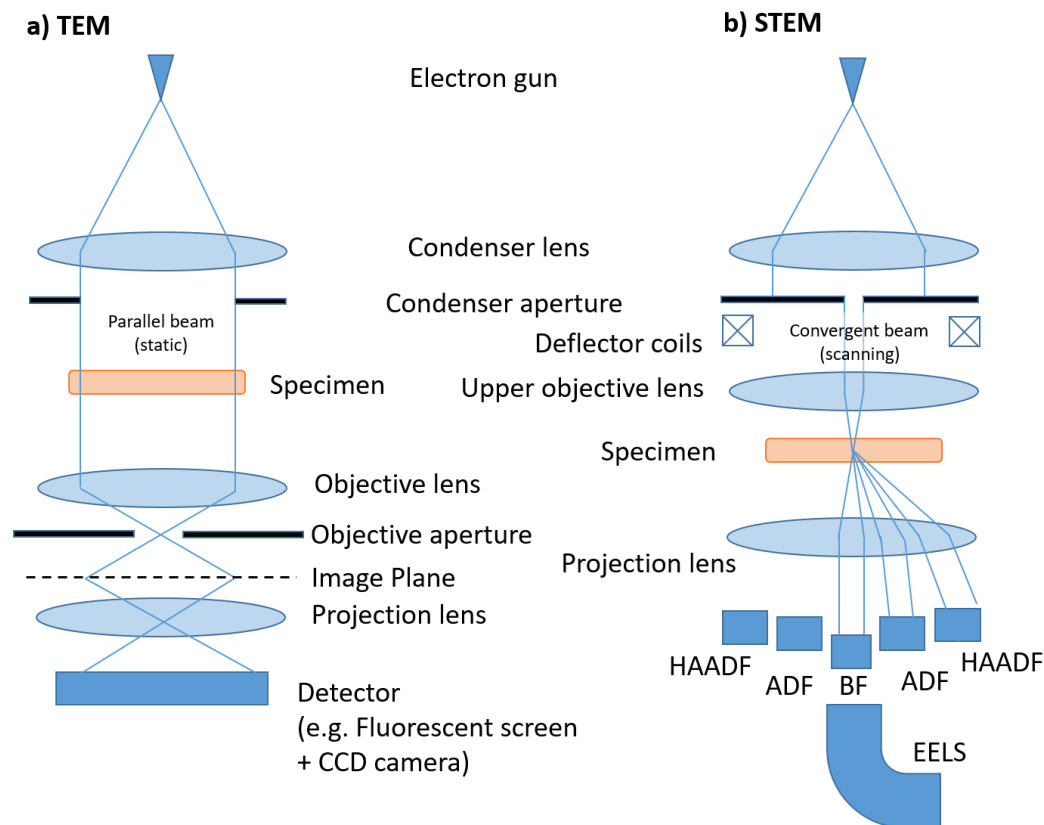 a) TEM
b) STEM
Electron gun
Condenser lens
Condenser aperture
Parallel beam
(static)
Deflector coils
Convergent beam
(scanning)
Specimen
Upper objective lens
Specimen
Objective lens
Objective aperture
Projection lens
Image Plane
Projection lens
HAADF
ADF
BF
ADF
HAADF
Detector
(e.g. Fluorescent screen
+ CCD camera)
EELS